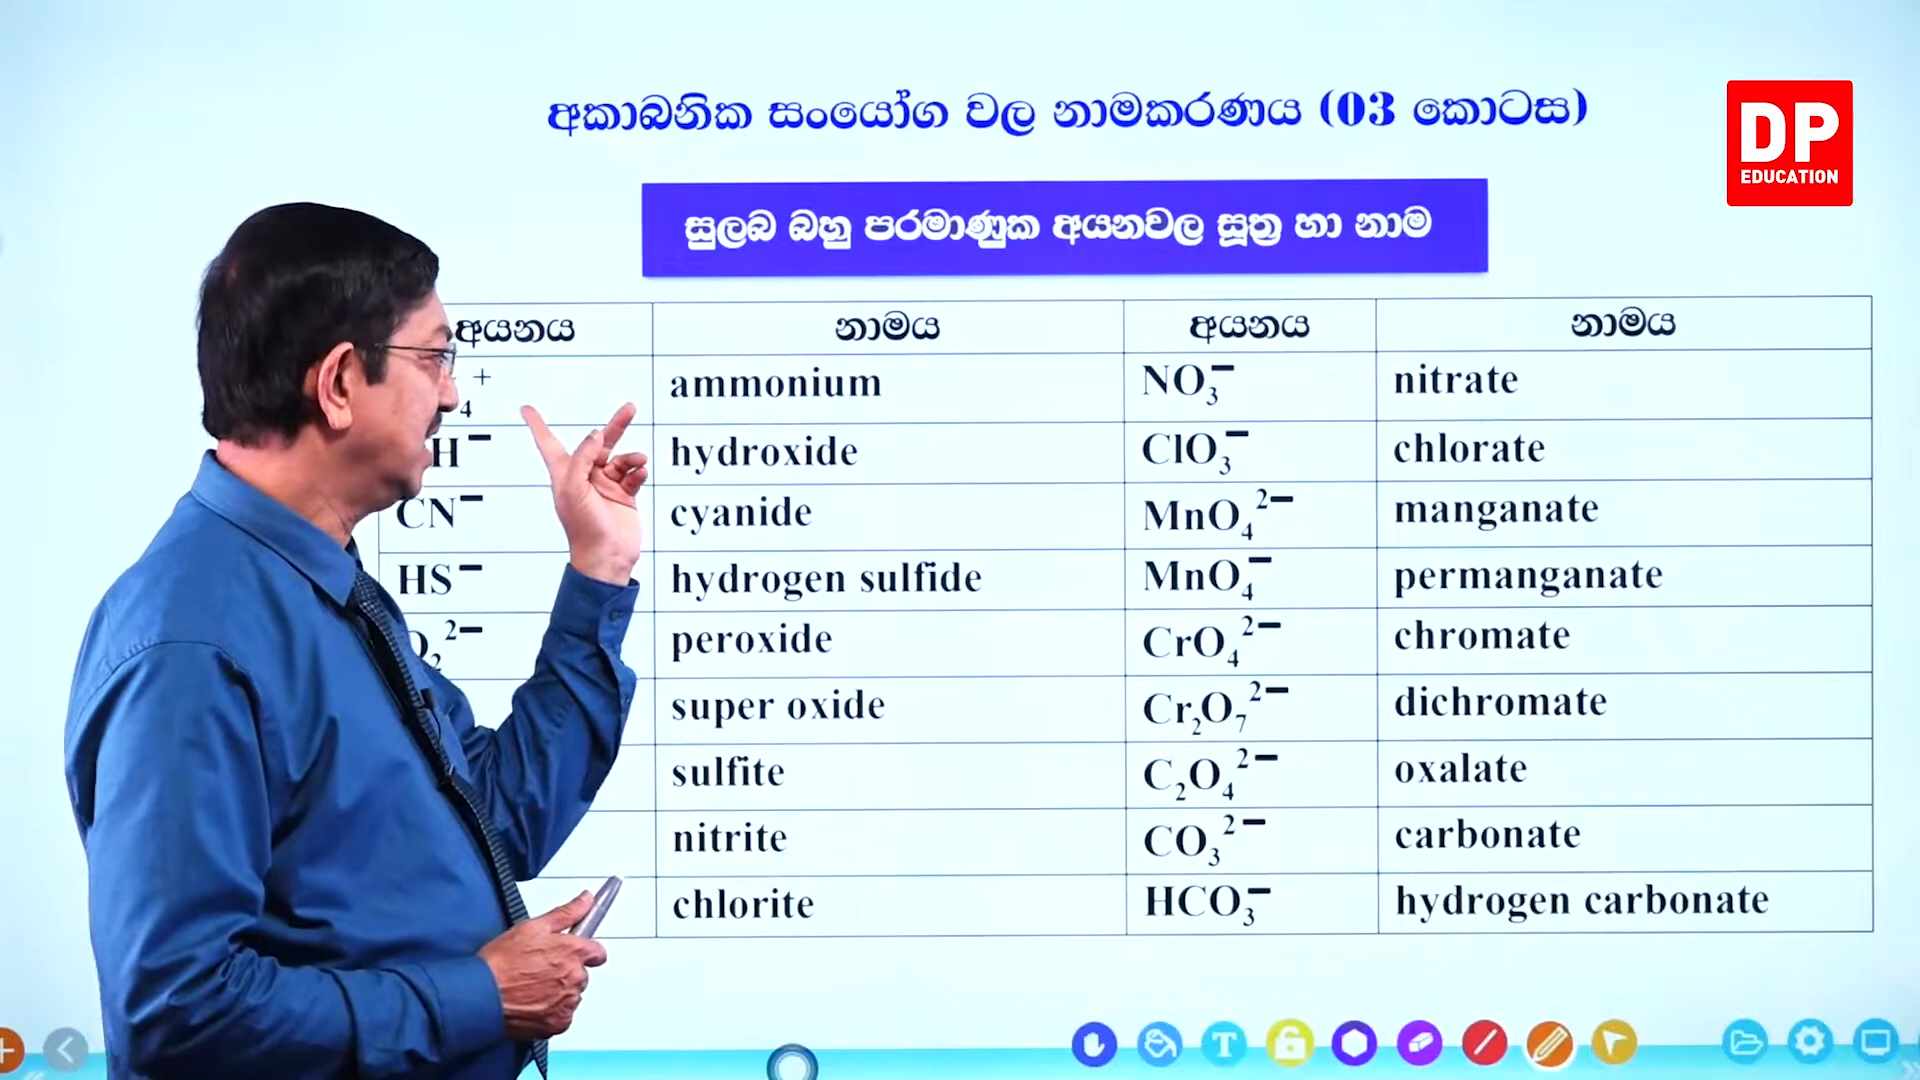 අකාබනික සංයෝග වල නාමකරණය (03 කොටස)
DP
EDUCATION
සුලබ බහු පරමාණුක අයනවල සූත්‍ර හා නාම
අයනය නාමය අයනය නාමය
₄⁺ ammonium NO₃⁻ nitrate
H⁻ hydroxide ClO₃⁻ chlorate
CN⁻ cyanide MnO₄²⁻ manganate
HS⁻ hydrogen sulfide MnO₄⁻ permanganate
O₂²⁻ peroxide CrO₄²⁻ chromate
super oxide Cr₂O₇²⁻ dichromate
sulfite C₂O₄²⁻ oxalate
nitrite CO₃²⁻ carbonate
chlorite HCO₃⁻ hydrogen carbonate